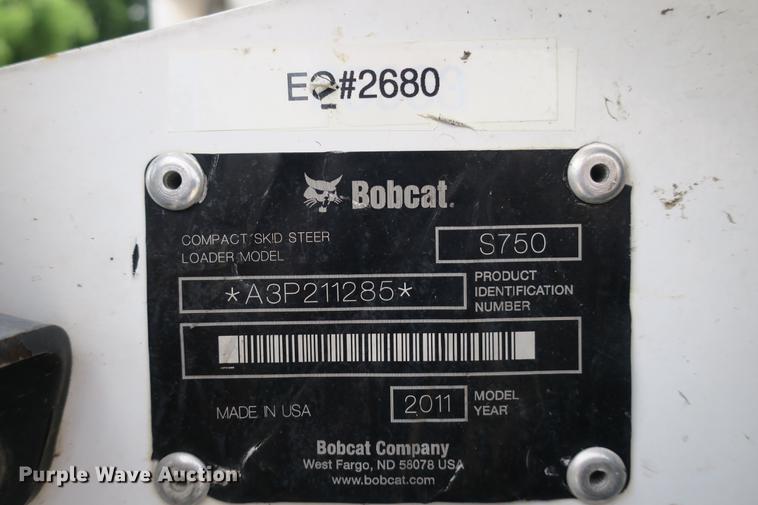 EQ#2680
Bobcat.
COMPACT SKID STEER
LOADER MODEL
S750
*A3P211285*
PRODUCT
IDENTIFICATION
NUMBER
MADE IN USA
2011
MODEL
YEAR
Bobcat Company
West Fargo, ND 58078 USA
www.bobcat.com
Purple Wave Auction